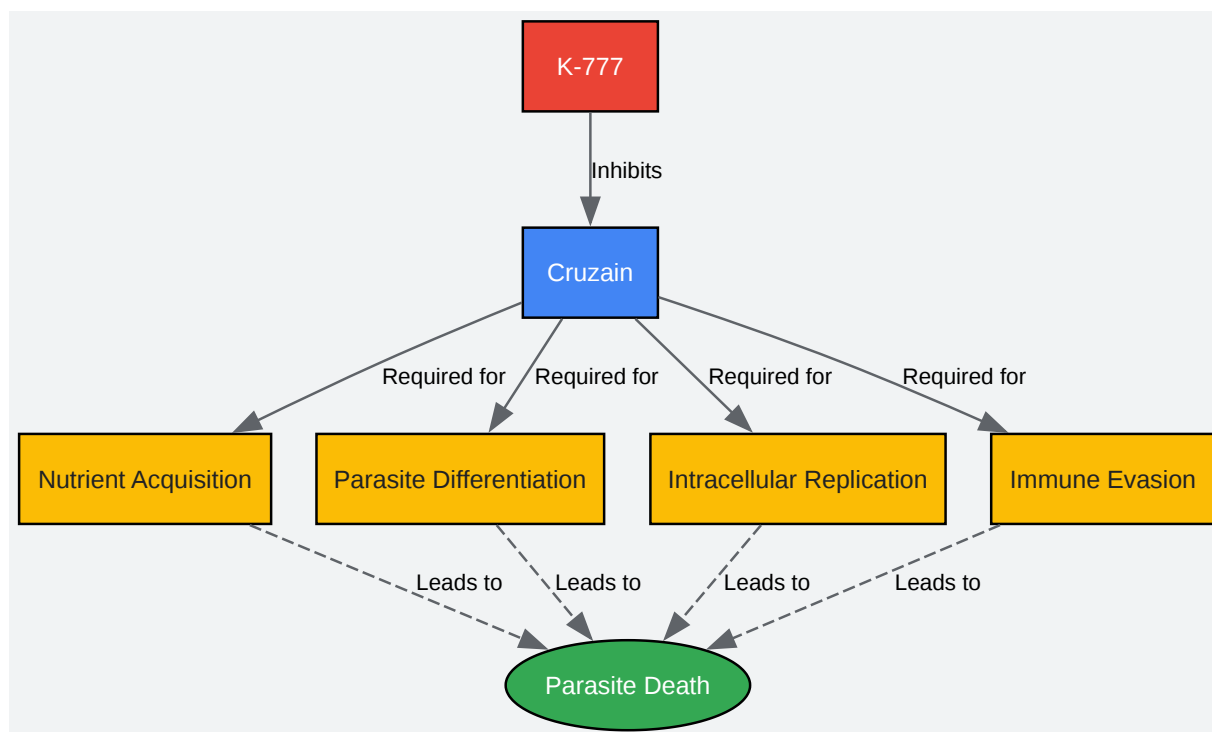 K-777
Inhibits
Cruzain
Required for
Required for
Required for
Required for
Nutrient Acquisition
Parasite Differentiation
Intracellular Replication
Immune Evasion
Leads to
Leads to
Leads to
Leads to
Parasite Death